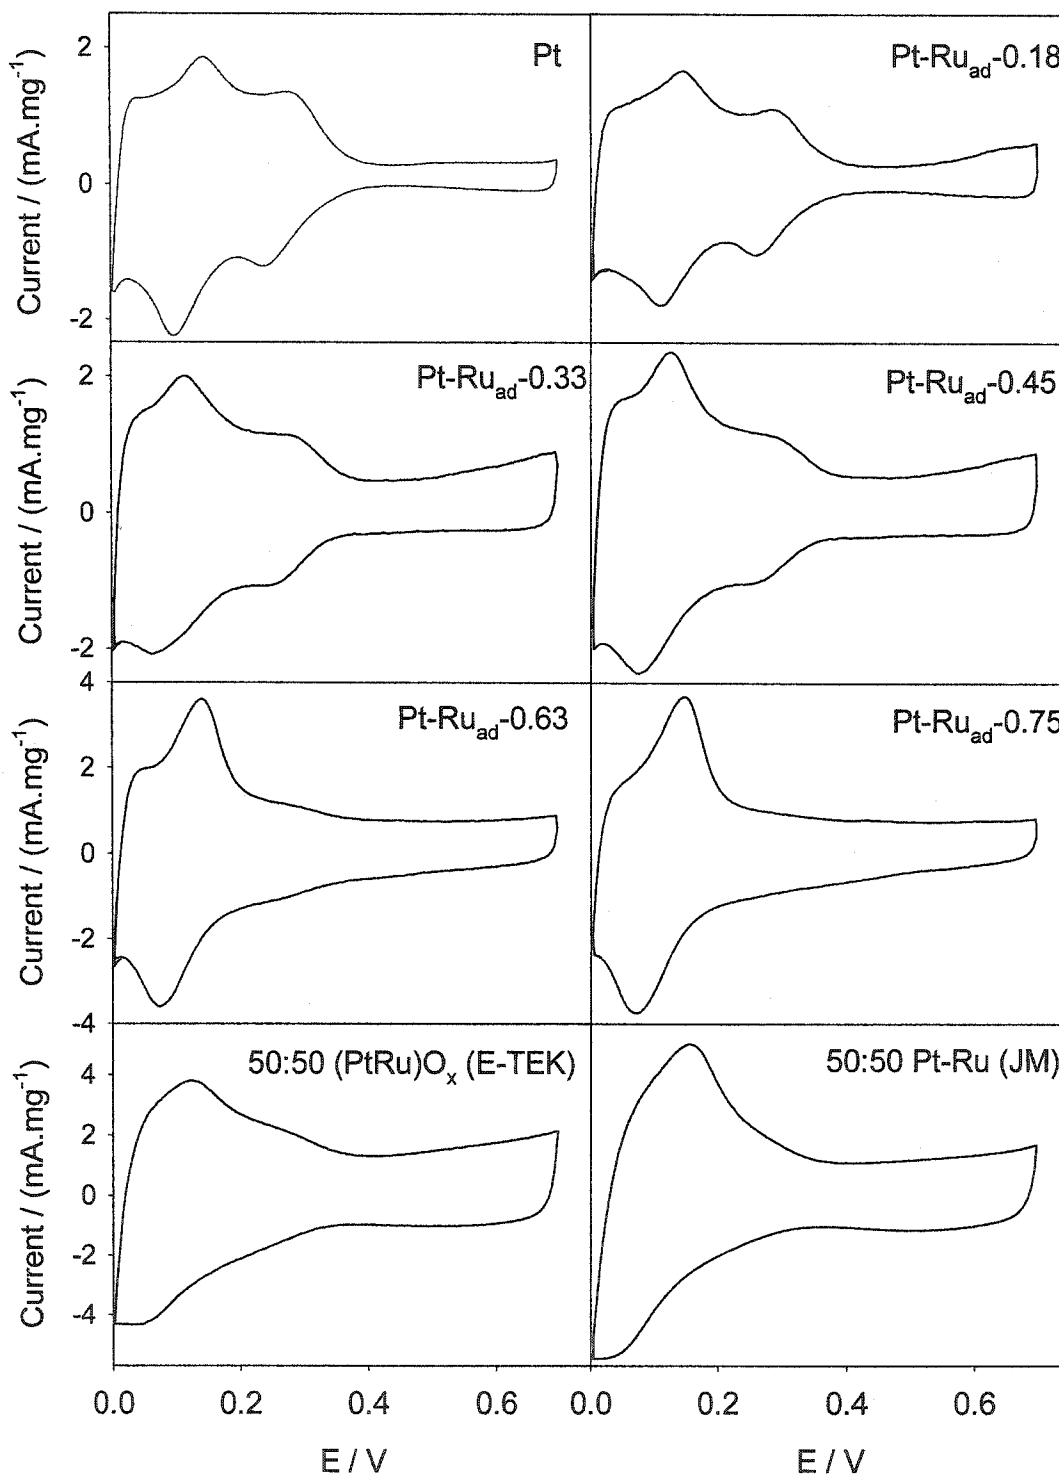 Pt
Pt-Ru_ad-0.18
Current / (mA.mg⁻¹)
2
0
-2
Pt-Ru_ad-0.33
Pt-Ru_ad-0.45
Current / (mA.mg⁻¹)
2
0
-2
Pt-Ru_ad-0.63
Pt-Ru_ad-0.75
Current / (mA.mg⁻¹)
4
2
0
-2
-4
50:50 (PtRu)O_x (E-TEK)
50:50 Pt-Ru (JM)
Current / (mA.mg⁻¹)
4
2
0
-2
-4
0.0 0.2 0.4 0.6 0.0 0.2 0.4 0.6
E / V E / V